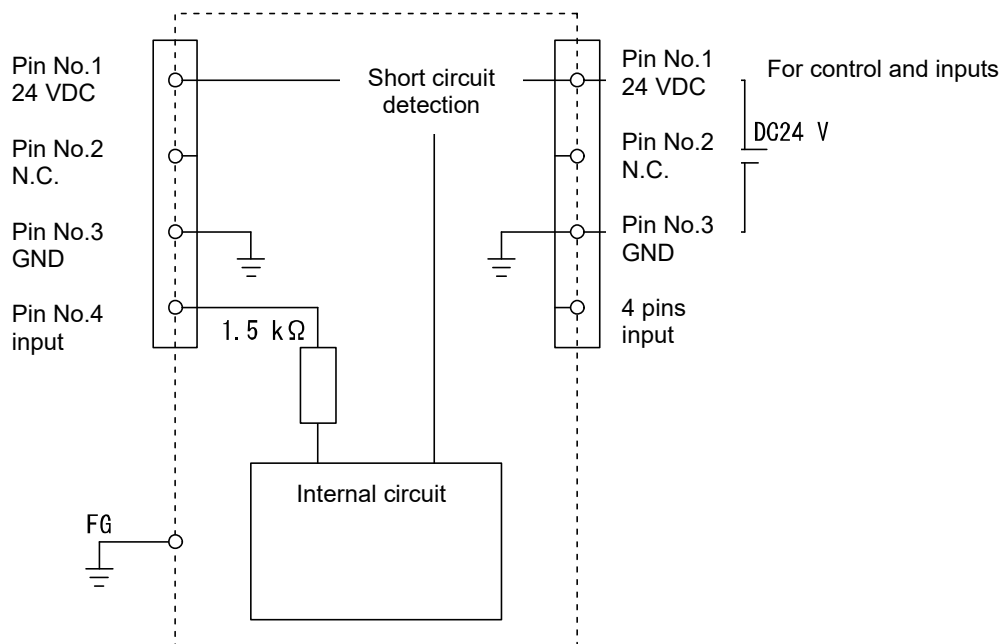 Pin No.1
24 VDC
Pin No.2
N.C.
Pin No.3
GND
Pin No.4
input
1.5 kΩ
Short circuit
detection
Internal circuit
FG
Pin No.1
24 VDC
Pin No.2
N.C.
Pin No.3
GND
4 pins
input
For control and inputs
DC24 V